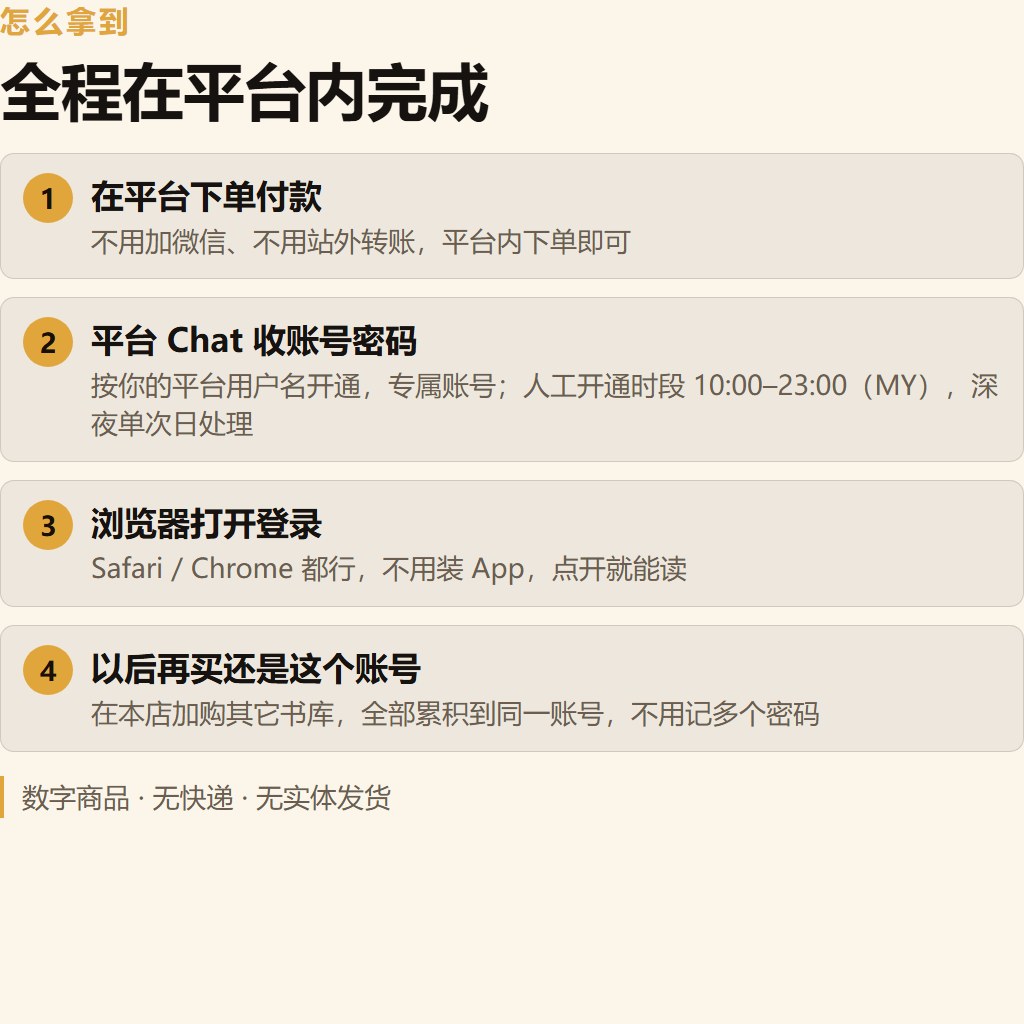 怎么拿到
全程在平台内完成
1 在平台下单付款
不用加微信、不用站外转账，平台内下单即可
2 平台 Chat 收账号密码
按你的平台用户名开通，专属账号；人工开通时段 10:00–23:00（MY），深
夜单次日处理
3 浏览器打开登录
Safari / Chrome 都行，不用装 App，点开就能读
4 以后再买还是这个账号
在本店加购其它书库，全部累积到同一账号，不用记多个密码
数字商品 · 无快递 · 无实体发货